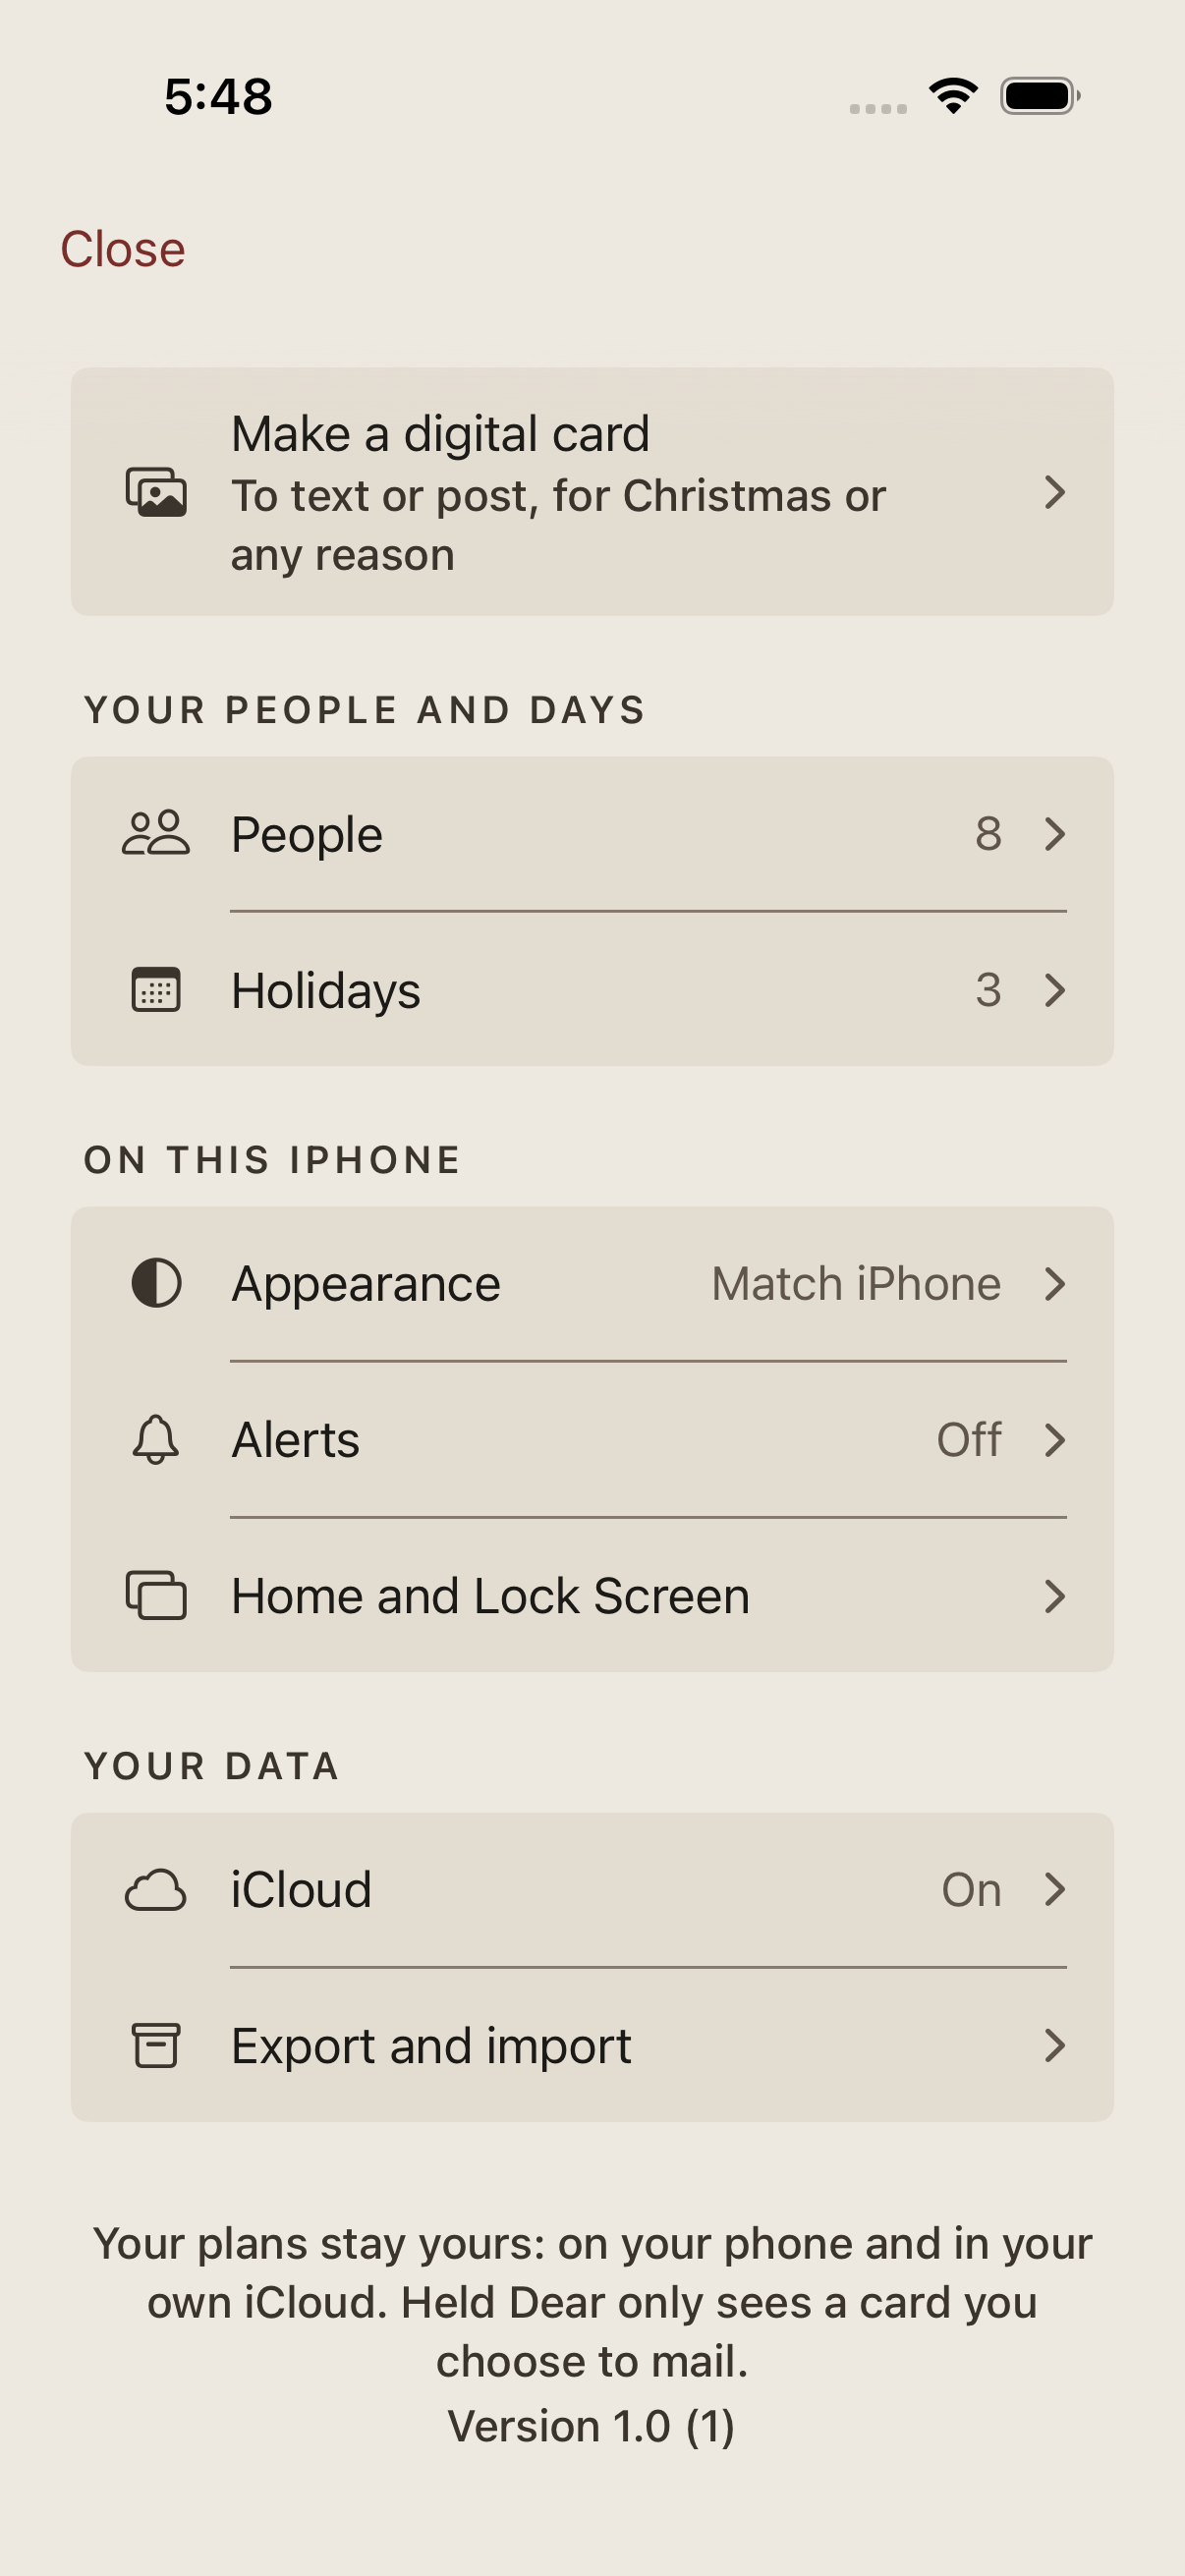 5:48
Close
Make a digital card
To text or post, for Christmas or
any reason
YOUR PEOPLE AND DAYS
People 8
Holidays 3
ON THIS IPHONE
Appearance Match iPhone
Alerts Off
Home and Lock Screen
YOUR DATA
iCloud On
Export and import
Your plans stay yours: on your phone and in your
own iCloud. Held Dear only sees a card you
choose to mail.
Version 1.0 (1)